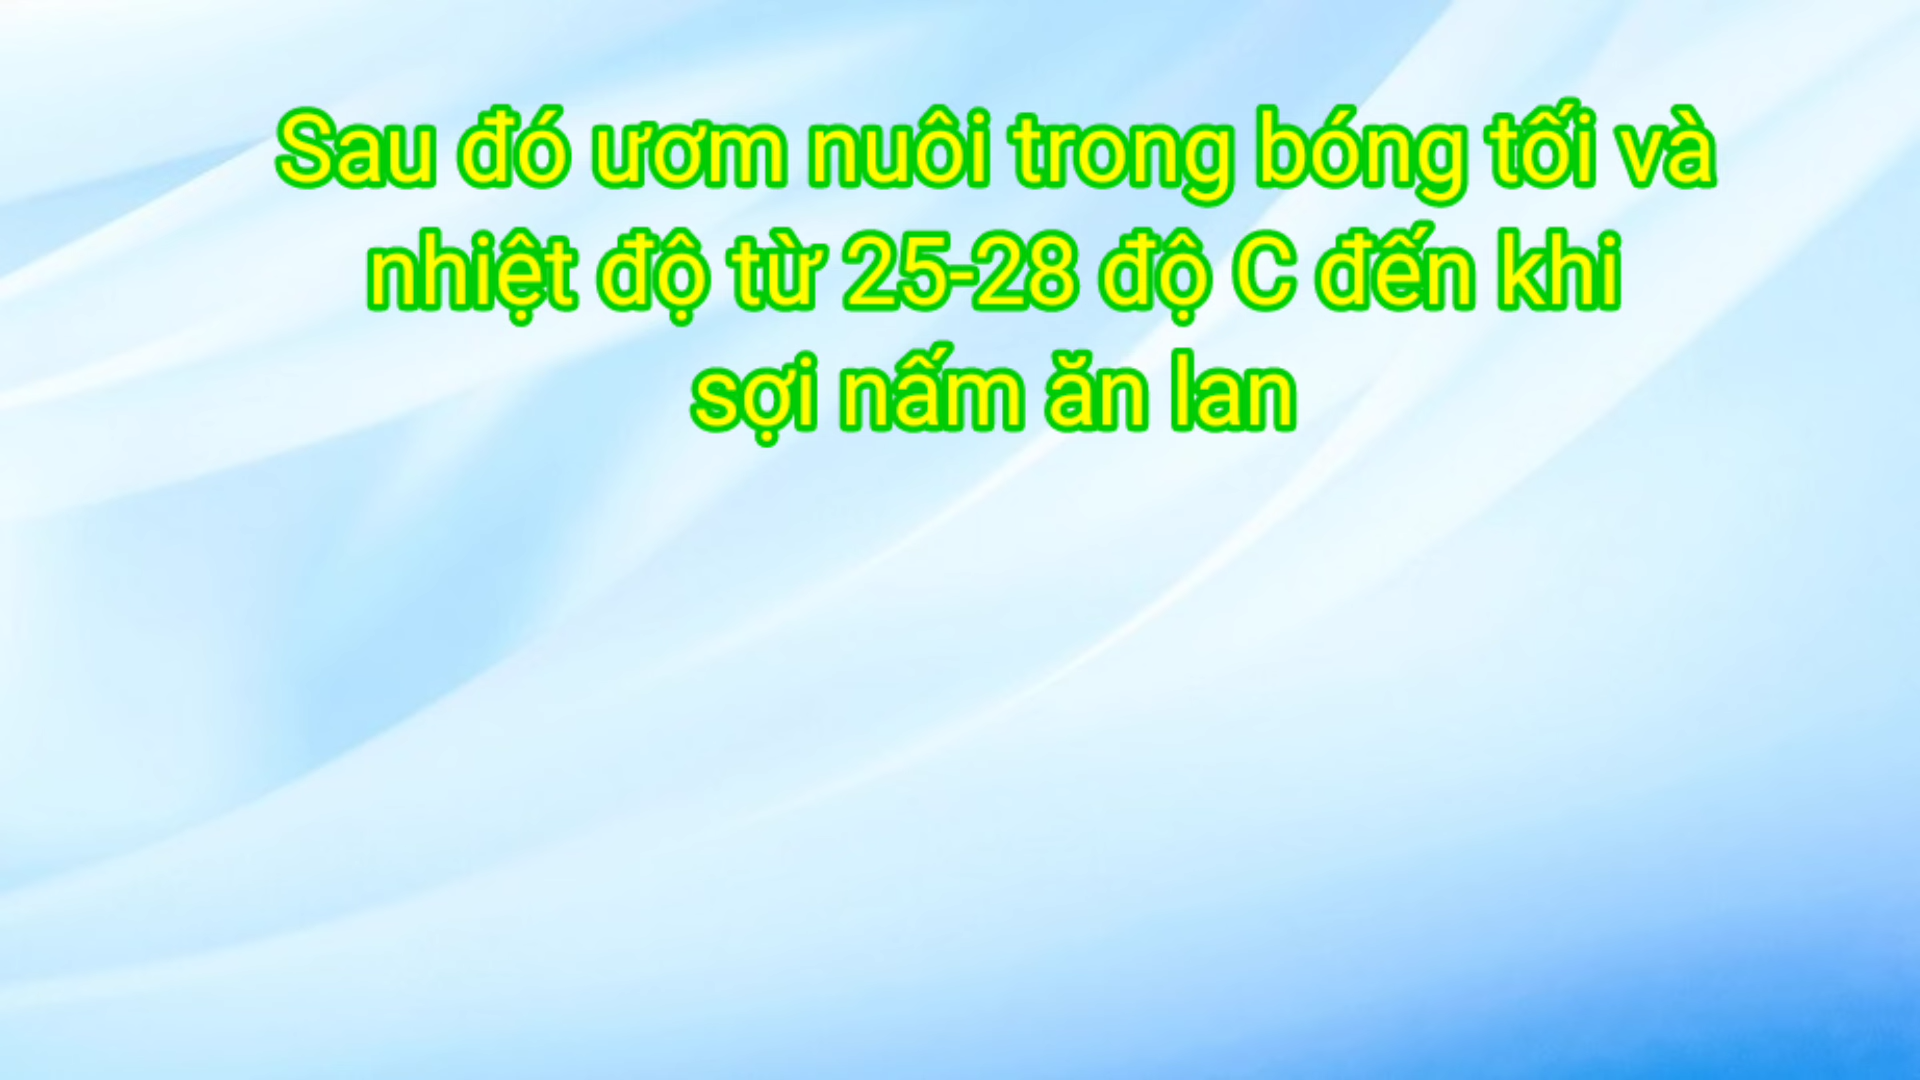 Sau đó ươm nuôi trong bóng tối và
nhiệt độ từ 25-28 độ C đến khi
sợi nấm ăn lan